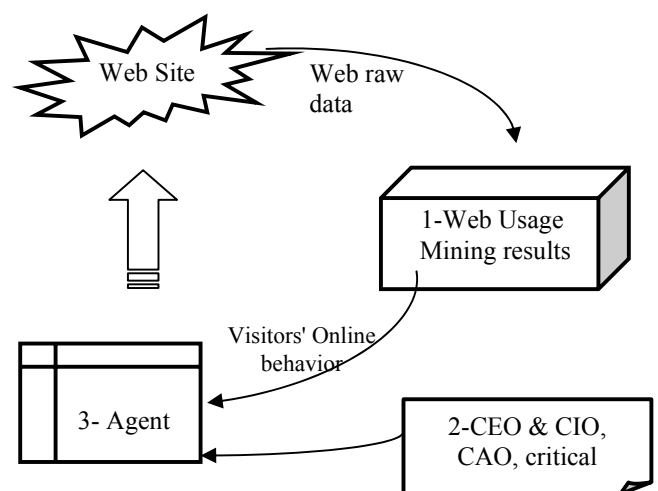 Web Site
Web raw
data
1-Web Usage
Mining results
Visitors' Online
behavior
3- Agent
2-CEO & CIO,
CAO, critical